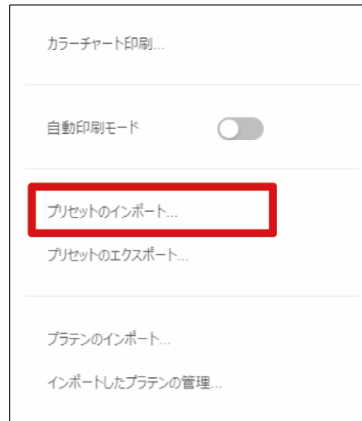 カラーチャート印刷...
自動印刷モード
プリセットのインポート...
プリセットのエクスポート...
プラテンのインポート...
インポートしたプラテンの管理...